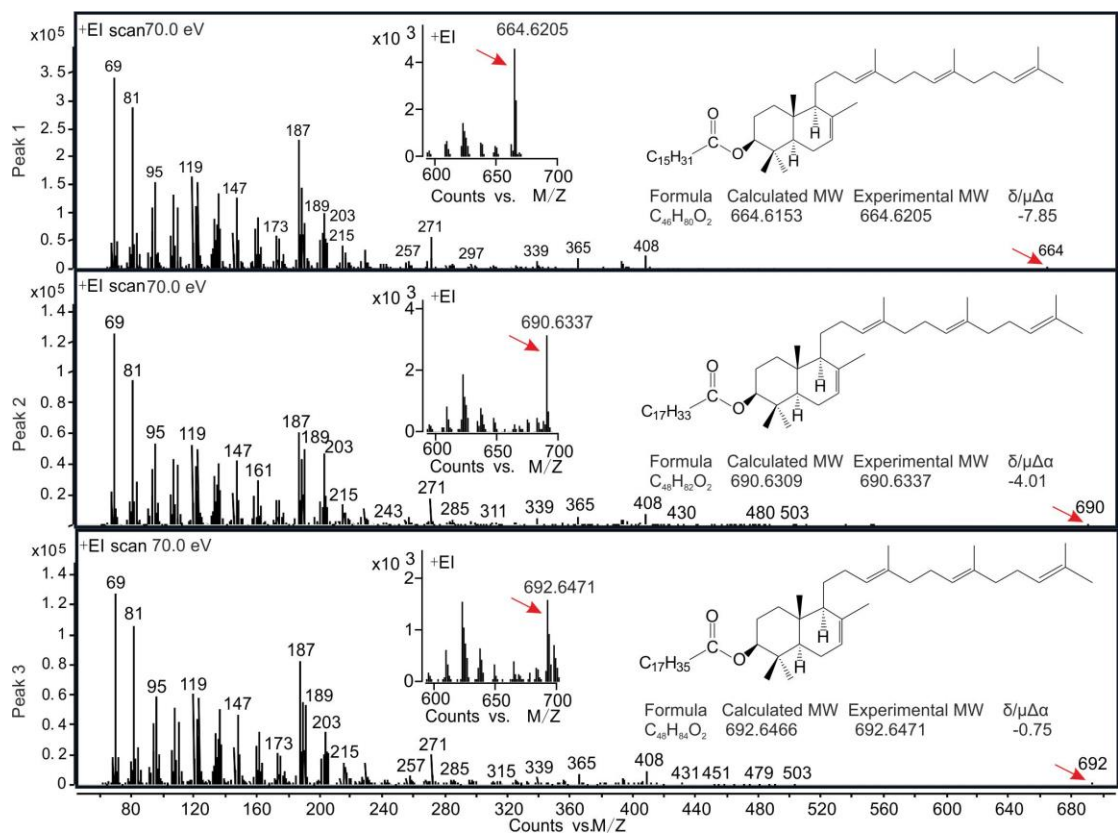 Peak 1
x10⁵
+EI scan70.0 eV
3.5
3
2.5
2
1.5
1
0.5
0
69
81
95
119
147
173
187
189
203
215
257
271
297
339
365
408
664
x10 3
+EI
664.6205
4
2
0
600
650
700
Counts vs. M/Z
O
C₁₅H₃₁
O
H
H
Formula Calculated MW Experimental MW δ/μΔα
C₄₆H₈₀O₂ 664.6153 664.6205 -7.85
Peak 2
x10⁵
+EI scan70.0 eV
1.4
1.2
1
0.8
0.6
0.4
0.2
0
69
81
95
119
147
161
187
189
203
215
243
271
285
311
339
365
408
430
480
503
690
x10 3
+EI
690.6337
4
2
0
600
650
700
Counts vs. M/Z
O
C₁₇H₃₃
O
H
H
Formula Calculated MW Experimental MW δ/μΔα
C₄₈H₈₂O₂ 690.6309 690.6337 -4.01
Peak 3
x10⁵
+EI scan 70.0 eV
1.4
1.2
1
0.8
0.6
0.4
0.2
0
69
81
95
119
147
173
187
189
203
215
257
271
285
315
339
365
408
431
451
479
503
692
x10 3
+EI
692.6471
2
1
0
600
650
700
Counts vs. M/Z
O
C₁₇H₃₅
O
H
H
Formula Calculated MW Experimental MW δ/μΔα
C₄₈H₈₄O₂ 692.6466 692.6471 -0.75
80 120 160 200 240 280 320 360 400 440 480 520 560 600 640 680
Counts vs.M/Z